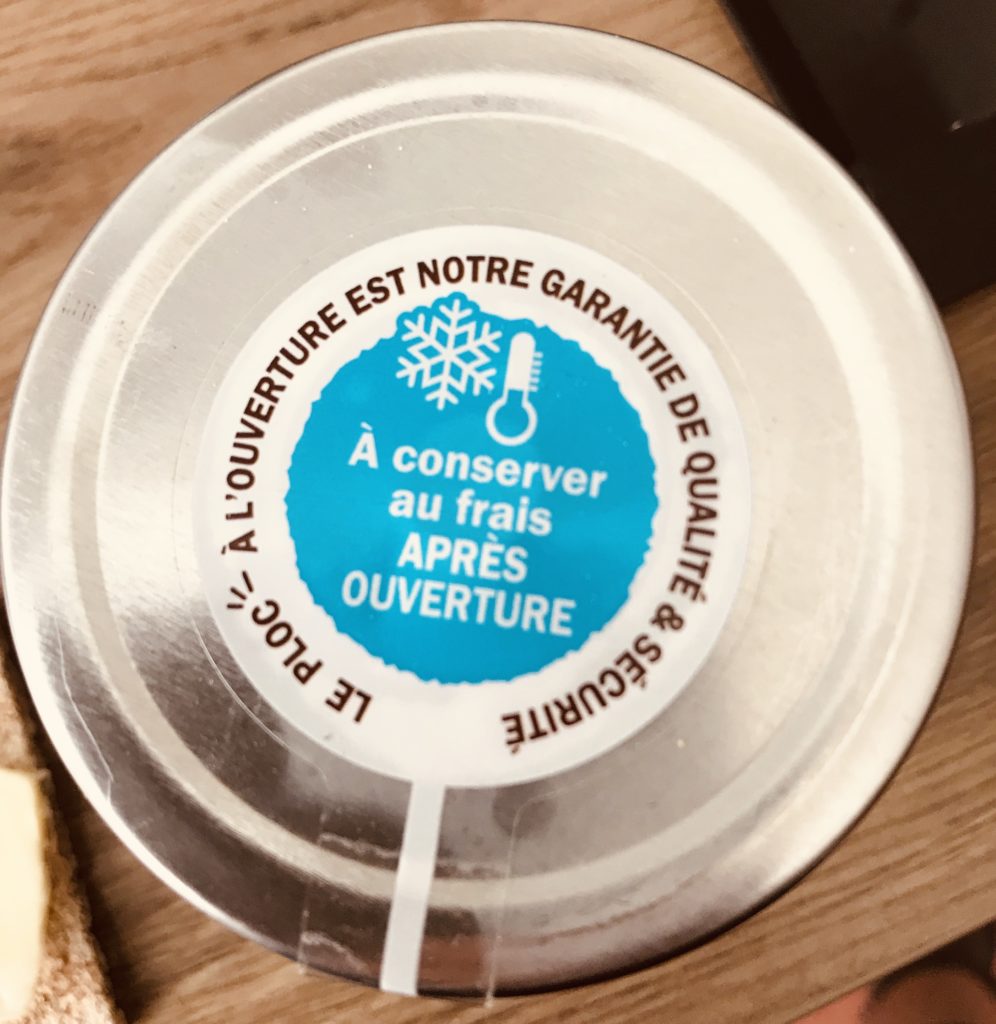 LE PLOC À L'OUVERTURE EST NOTRE GARANTIE DE QUALITÉ & SÉCURITÉ
À conserver
au frais
APRÈS
OUVERTURE